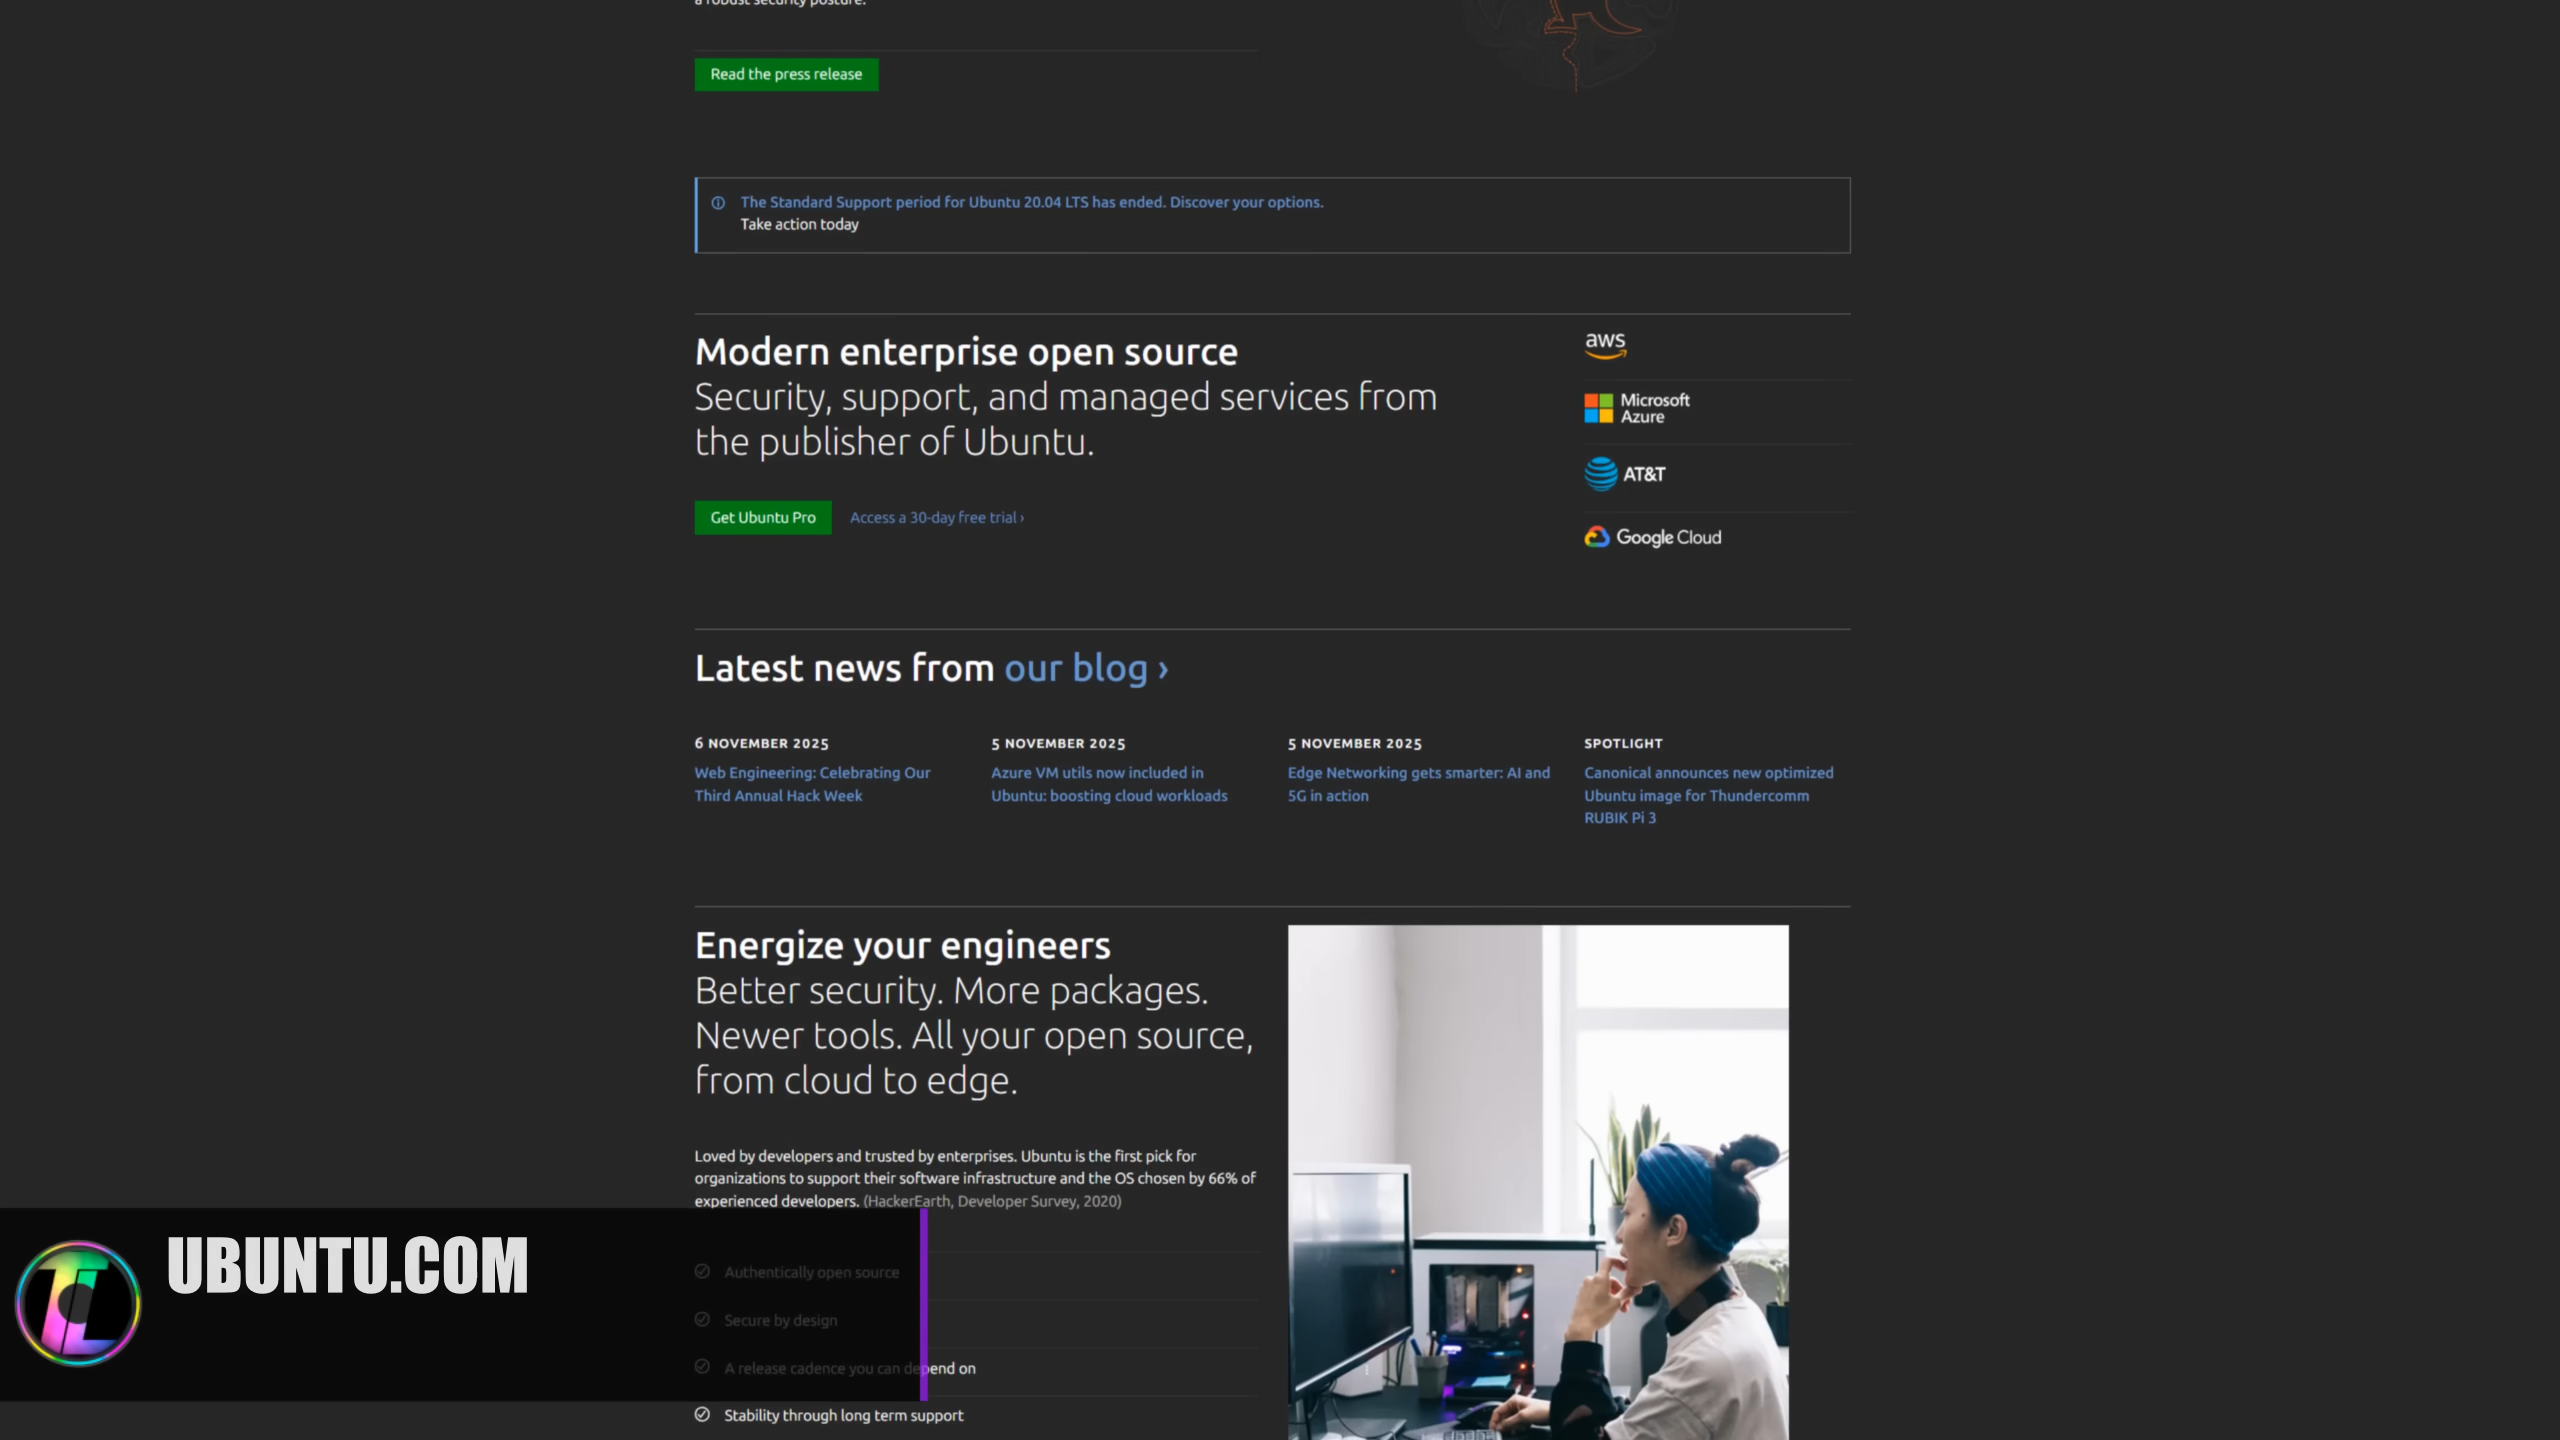 a robust security posture.
Read the press release
The Standard Support period for Ubuntu 20.04 LTS has ended. Discover your options.
Take action today
Modern enterprise open source
Security, support, and managed services from
the publisher of Ubuntu.
Get Ubuntu Pro
Access a 30-day free trial ›
aws
Microsoft
Azure
AT&T
Google Cloud
Latest news from our blog ›
6 NOVEMBER 2025
Web Engineering: Celebrating Our
Third Annual Hack Week
5 NOVEMBER 2025
Azure VM utils now included in
Ubuntu: boosting cloud workloads
5 NOVEMBER 2025
Edge Networking gets smarter: AI and
5G in action
SPOTLIGHT
Canonical announces new optimized
Ubuntu image for Thundercomm
RUBIK Pi 3
Energize your engineers
Better security. More packages.
Newer tools. All your open source,
from cloud to edge.
Loved by developers and trusted by enterprises. Ubuntu is the first pick for
organizations to support their software infrastructure and the OS chosen by 66% of
experienced developers. (HackerEarth, Developer Survey, 2020)
Authentically open source
Secure by design
A release cadence you can depend on
Stability through long term support
UBUNTU.COM